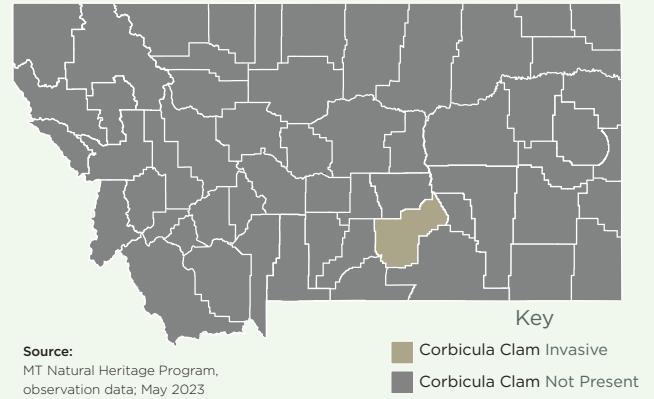 Key
Corbicula Clam Invasive
Corbicula Clam Not Present
Source:
MT Natural Heritage Program,
observation data; May 2023